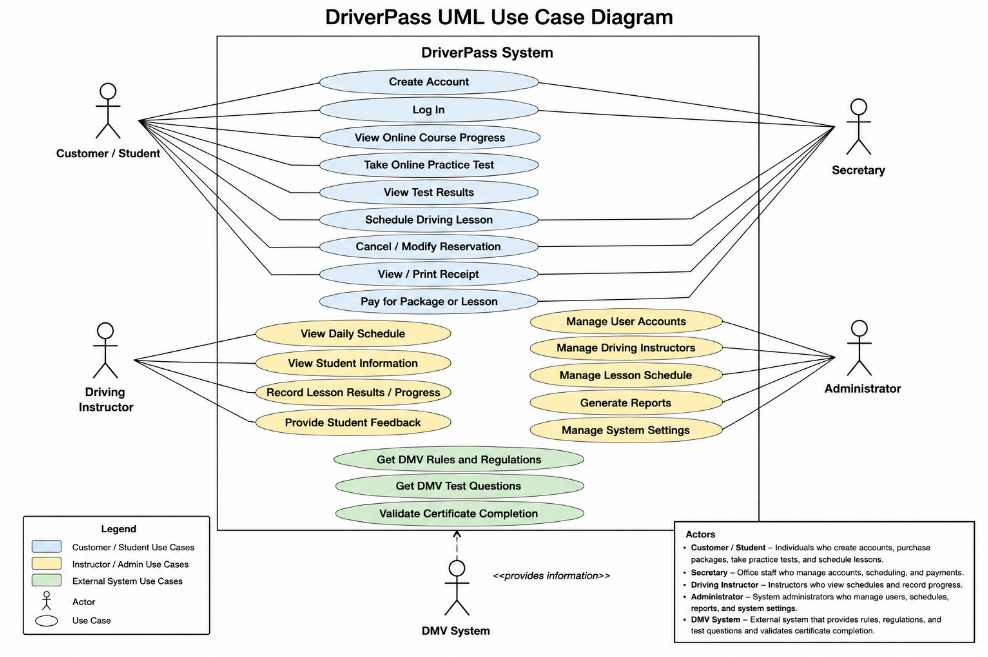 DriverPass UML Use Case Diagram
DriverPass System
Create Account
Log In
View Online Course Progress
Take Online Practice Test
View Test Results
Schedule Driving Lesson
Cancel / Modify Reservation
View / Print Receipt
Pay for Package or Lesson
Customer / Student
Secretary
View Daily Schedule
View Student Information
Record Lesson Results / Progress
Provide Student Feedback
Driving
Instructor
Manage User Accounts
Manage Driving Instructors
Manage Lesson Schedule
Generate Reports
Manage System Settings
Administrator
Get DMV Rules and Regulations
Get DMV Test Questions
Validate Certificate Completion
<<provides information>>
DMV System
Legend
Customer / Student Use Cases
Instructor / Admin Use Cases
External System Use Cases
Actor
Use Case
Actors
• Customer / Student – Individuals who create accounts, purchase
packages, take practice tests, and schedule lessons.
• Secretary – Office staff who manage accounts, scheduling, and payments.
• Driving Instructor – Instructors who view schedules and record progress.
• Administrator – System administrators who manage users, schedules,
reports, and system settings.
• DMV System – External system that provides rules, regulations, and
test questions and validates certificate completion.